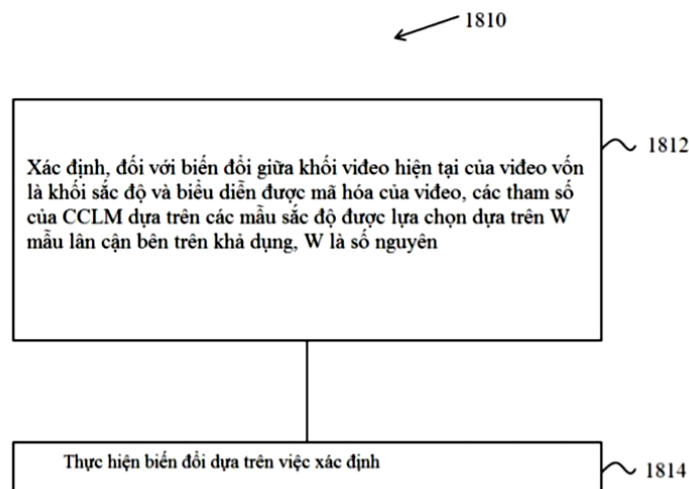 1810
Xác định, đối với biến đổi giữa khối video hiện tại của video vốn
1812
là khối sắc độ và biểu diễn được mã hóa của video, các tham số
của CCLM dựa trên các mẫu sắc độ được lựa chọn dựa trên W
mẫu lân cận bên trên khả dụng, W là số nguyên
Thực hiện biến đổi dựa trên việc xác định
1814